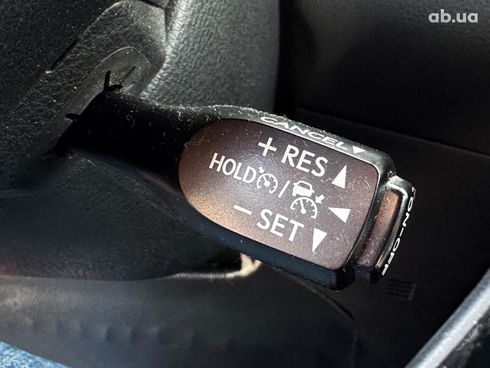 ab.ua
CANCEL
+ RES
HOLD /
- SET
ON-OFF